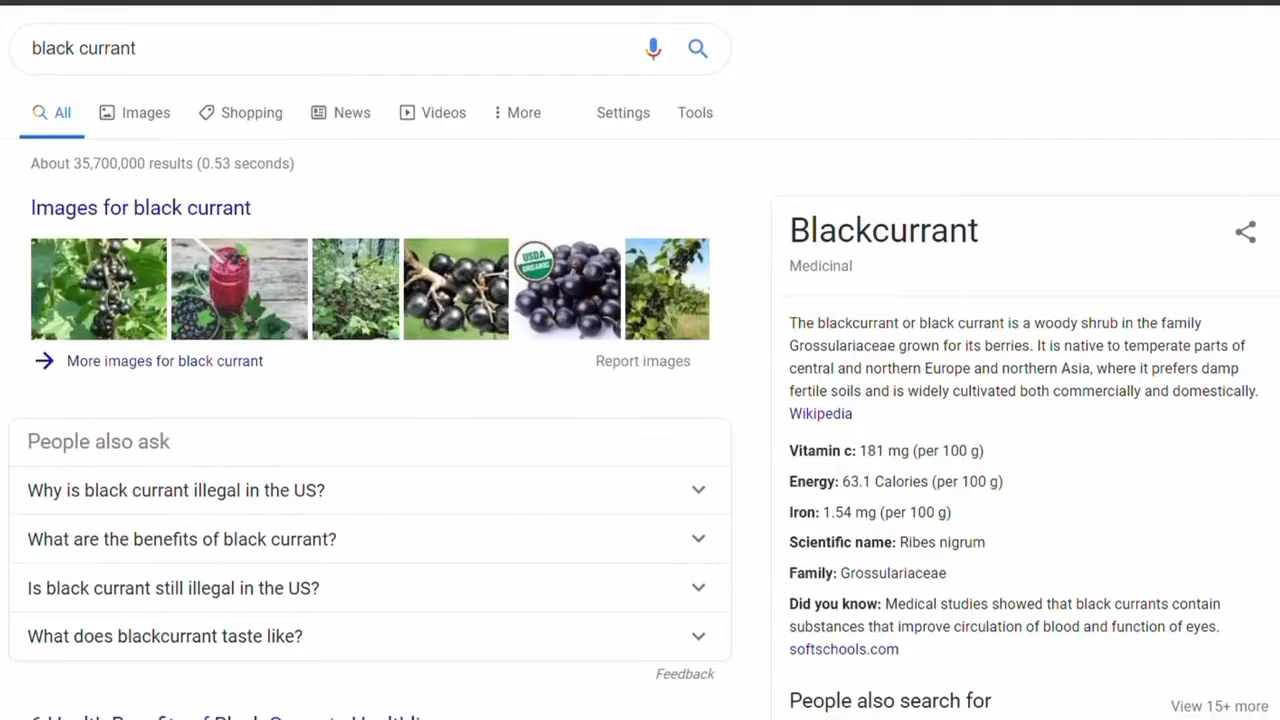 black currant
All
Images
Shopping
News
Videos
More
Settings
Tools
About 35,700,000 results (0.53 seconds)
Images for black currant
USDA
ORGANIC
More images for black currant
Report images
People also ask
Why is black currant illegal in the US?
What are the benefits of black currant?
Is black currant still illegal in the US?
What does blackcurrant taste like?
Feedback
Blackcurrant
Medicinal
The blackcurrant or black currant is a woody shrub in the family
Grossulariaceae grown for its berries. It is native to temperate parts of
central and northern Europe and northern Asia, where it prefers damp
fertile soils and is widely cultivated both commercially and domestically.
Wikipedia
Vitamin c: 181 mg (per 100 g)
Energy: 63.1 Calories (per 100 g)
Iron: 1.54 mg (per 100 g)
Scientific name: Ribes nigrum
Family: Grossulariaceae
Did you know: Medical studies showed that black currants contain
substances that improve circulation of blood and function of eyes.
softschools.com
People also search for
View 15+ more